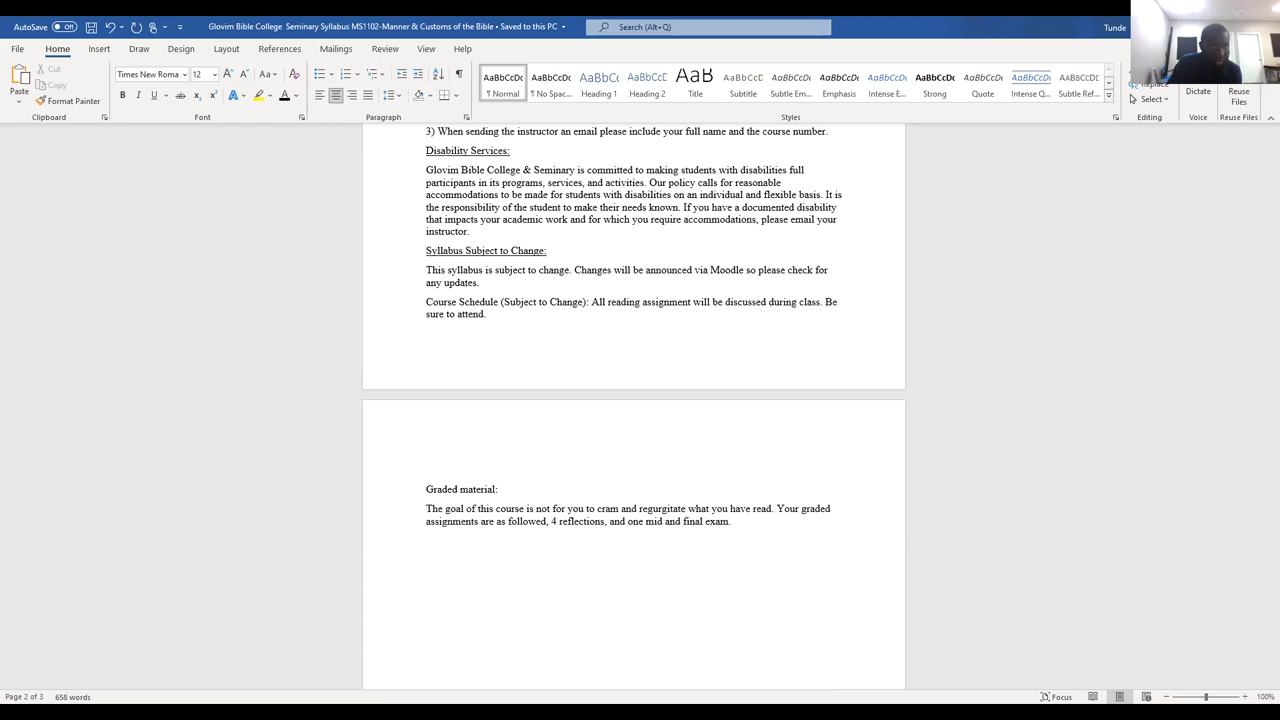 AutoSave Off
Glovim Bible College Seminary Syllabus MS1102-Manner & Customs of the Bible • Saved to this PC
Search (Alt+Q)
Tunde
File Home Insert Draw Design Layout References Mailings Review View Help
Paste
Cut
Copy
Format Painter
Clipboard
Times New Roma 12
Font
Paragraph
AaBbCcDc AaBbCcDc AaBbC( AaBbCcD AaB AaBbCcD AaBbCcDc AaBbCcDc AaBbCcDc AaBbCcDc AaBbCcDc AaBbCcDc AABBCCDD
¶ Normal ¶ No Spac... Heading 1 Heading 2 Title Subtitle Subtle Em... Emphasis Intense E... Strong Quote Intense Q... Subtle Ref...
Styles
Replace
Select
Editing
Dictate
Voice
Reuse
Files
Reuse Files
3) When sending the instructor an email please include your full name and the course number.
Disability Services:
Glovim Bible College & Seminary is committed to making students with disabilities full
participants in its programs, services, and activities. Our policy calls for reasonable
accommodations to be made for students with disabilities on an individual and flexible basis. It is
the responsibility of the student to make their needs known. If you have a documented disability
that impacts your academic work and for which you require accommodations, please email your
instructor.
Syllabus Subject to Change:
This syllabus is subject to change. Changes will be announced via Moodle so please check for
any updates.
Course Schedule (Subject to Change): All reading assignment will be discussed during class. Be
sure to attend.
Graded material:
The goal of this course is not for you to cram and regurgitate what you have read. Your graded
assignments are as followed, 4 reflections, and one mid and final exam.
Page 2 of 3 658 words
Focus
100%